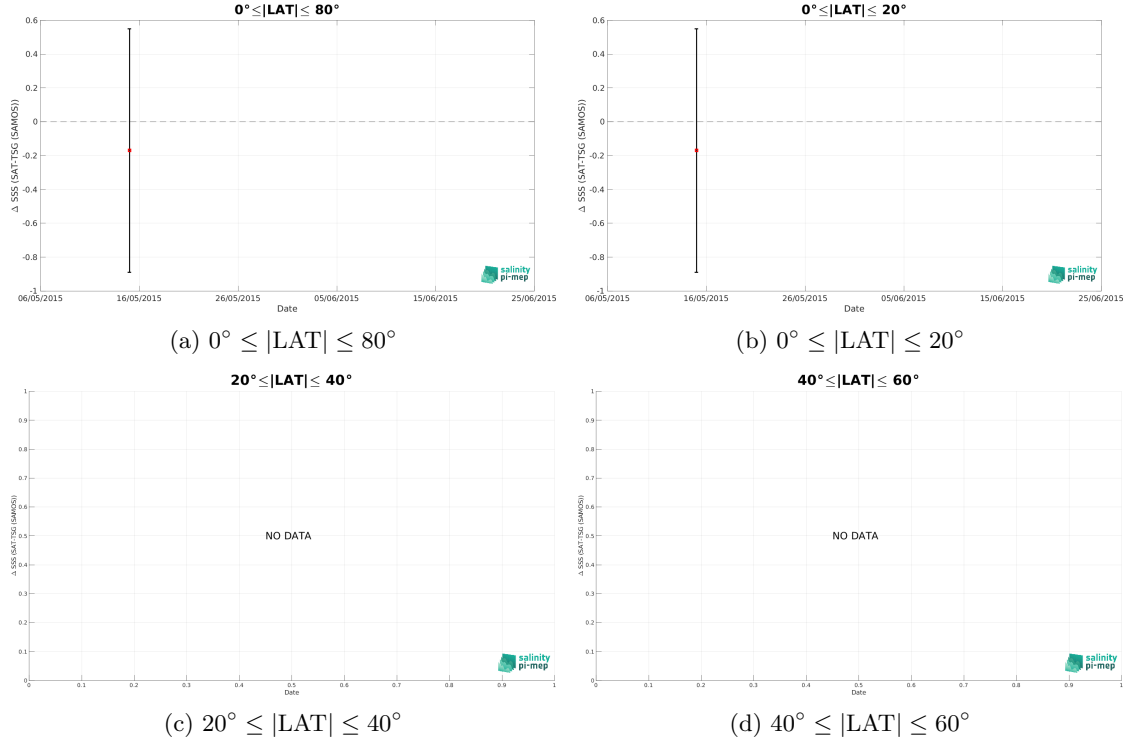 0°≤|LAT|≤ 80°
Δ SSS (SAT-TSG (SAMOS))
0.6
0.4
0.2
0
-0.2
-0.4
-0.6
-0.8
-1
06/05/2015 16/05/2015 26/05/2015 05/06/2015 15/06/2015 25/06/2015
Date
salinity
pi-mep
(a) 0° ≤ |LAT| ≤ 80°
0°≤|LAT|≤ 20°
Δ SSS (SAT-TSG (SAMOS))
0.6
0.4
0.2
0
-0.2
-0.4
-0.6
-0.8
-1
06/05/2015 16/05/2015 26/05/2015 05/06/2015 15/06/2015 25/06/2015
Date
salinity
pi-mep
(b) 0° ≤ |LAT| ≤ 20°
20°≤|LAT|≤ 40°
Δ SSS (SAT-TSG (SAMOS))
1
0.9
0.8
0.7
0.6
0.5
0.4
0.3
0.2
0.1
0
NO DATA
0 0.1 0.2 0.3 0.4 0.5 0.6 0.7 0.8 0.9 1
Date
salinity
pi-mep
(c) 20° ≤ |LAT| ≤ 40°
40°≤|LAT|≤ 60°
Δ SSS (SAT-TSG (SAMOS))
1
0.9
0.8
0.7
0.6
0.5
0.4
0.3
0.2
0.1
0
NO DATA
0 0.1 0.2 0.3 0.4 0.5 0.6 0.7 0.8 0.9 1
Date
salinity
pi-mep
(d) 40° ≤ |LAT| ≤ 60°